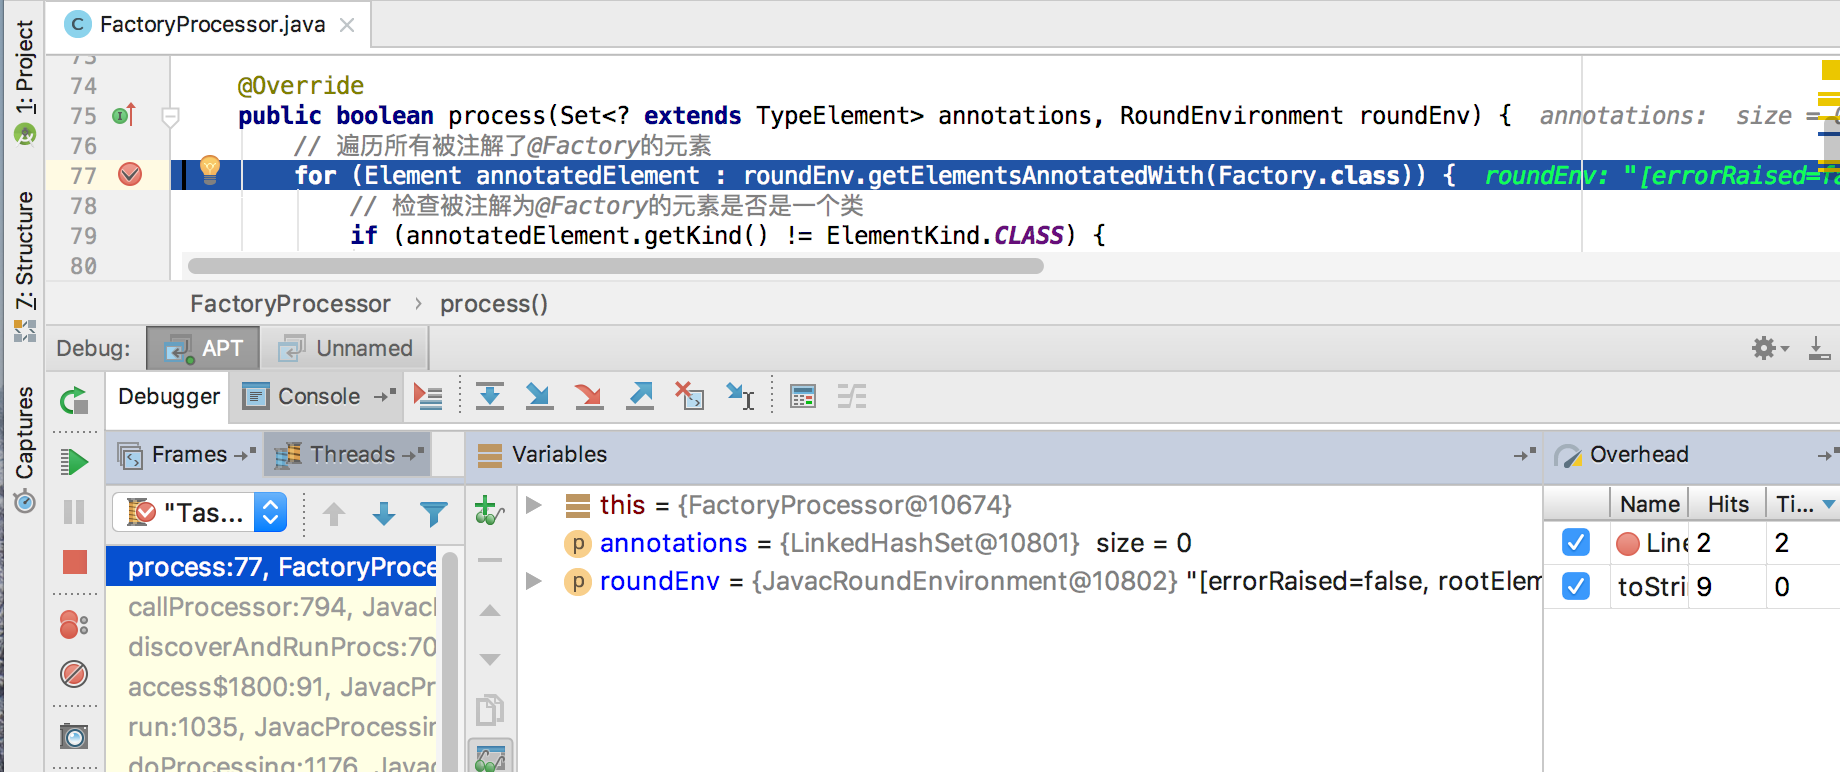 FactoryProcessor.java
1: Project
7: Structure
Captures
73
74 @Override
75 public boolean process(Set<? extends TypeElement> annotations, RoundEnvironment roundEnv) { annotations: size = 0
76 // 遍历所有被注解了@Factory的元素
77 for (Element annotatedElement : roundEnv.getElementsAnnotatedWith(Factory.class)) { roundEnv: "[errorRaised=fa
78 // 检查被注解为@Factory的元素是否是一个类
79 if (annotatedElement.getKind() != ElementKind.CLASS) {
80
FactoryProcessor › process()
Debug: APT Unnamed
Debugger Console
Frames Threads
Variables
Overhead
"Tas...
process:77, FactoryProce
callProcessor:794, Javacl
discoverAndRunProcs:70
access$1800:91, JavacPr
run:1035, JavacProcessin
doProcessing:1176, Javac
this = {FactoryProcessor@10674}
annotations = {LinkedHashSet@10801} size = 0
roundEnv = {JavacRoundEnvironment@10802} "[errorRaised=false, rootElem
Name Hits Ti...
Line 2 2
toStri 9 0